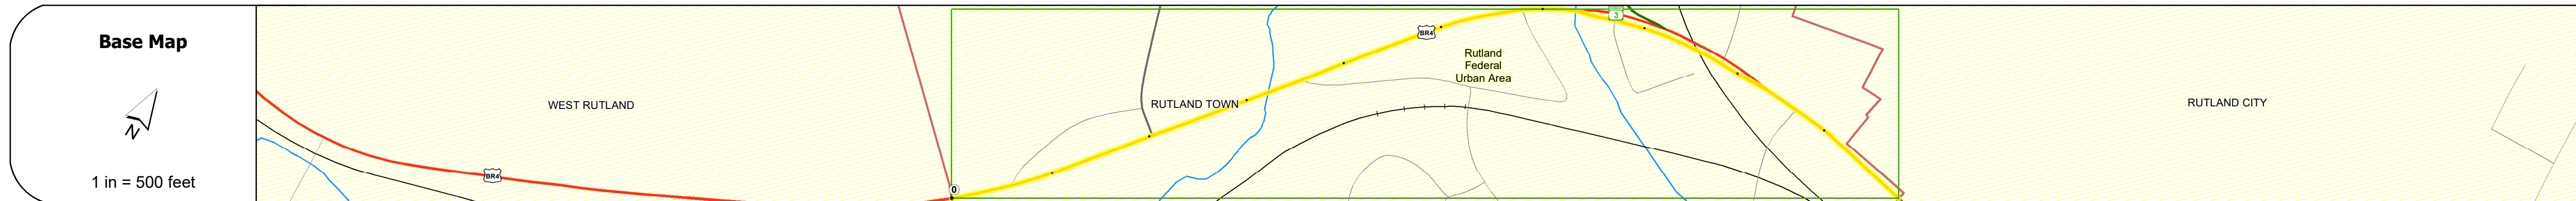 Base Map
N
1 in = 500 feet
WEST RUTLAND
BR4
0
RUTLAND TOWN
BR4
Rutland
Federal
Urban Area
3
RUTLAND CITY